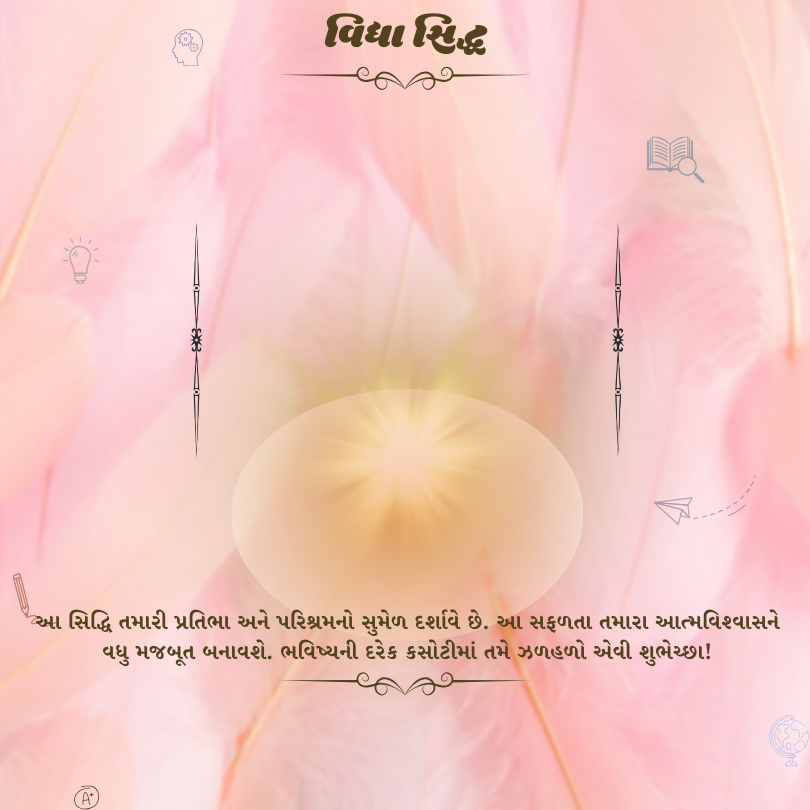 વિદ્યા સિદ્ધ
આ સિદ્ધિ તમારી પ્રતિભા અને પરિશ્રમનો સુમેળ દર્શાવે છે. આ સફળતા તમારા આત્મવિશ્વાસને
વધુ મજબૂત બનાવશે. ભવિષ્યની દરેક કસોટીમાં તમે ઝળહળો એવી શુભેચ્છા!
A+